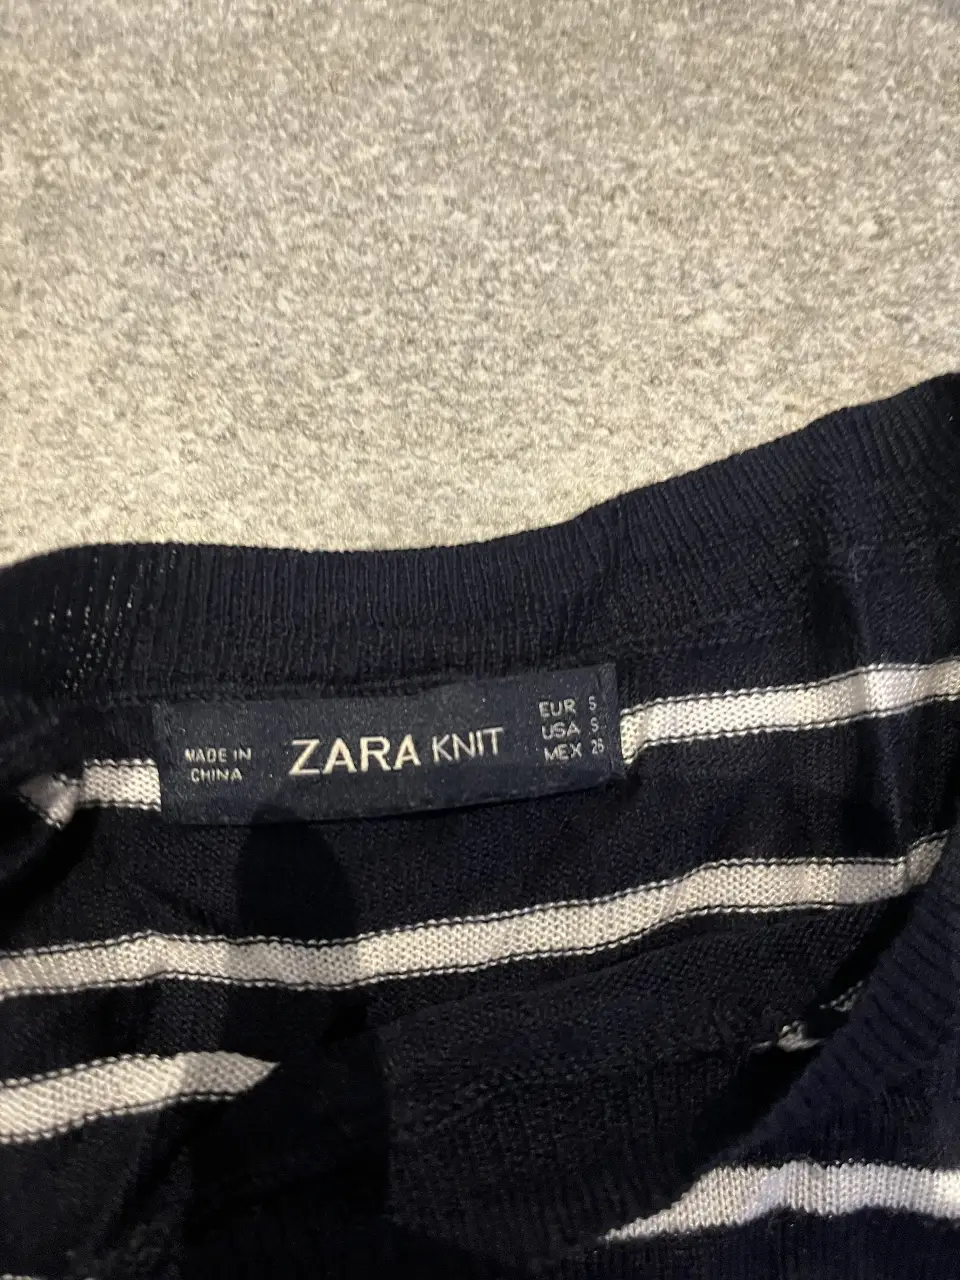 MADE IN
CHINA
ZARA KNIT
EUR S
USA S
MEX 26